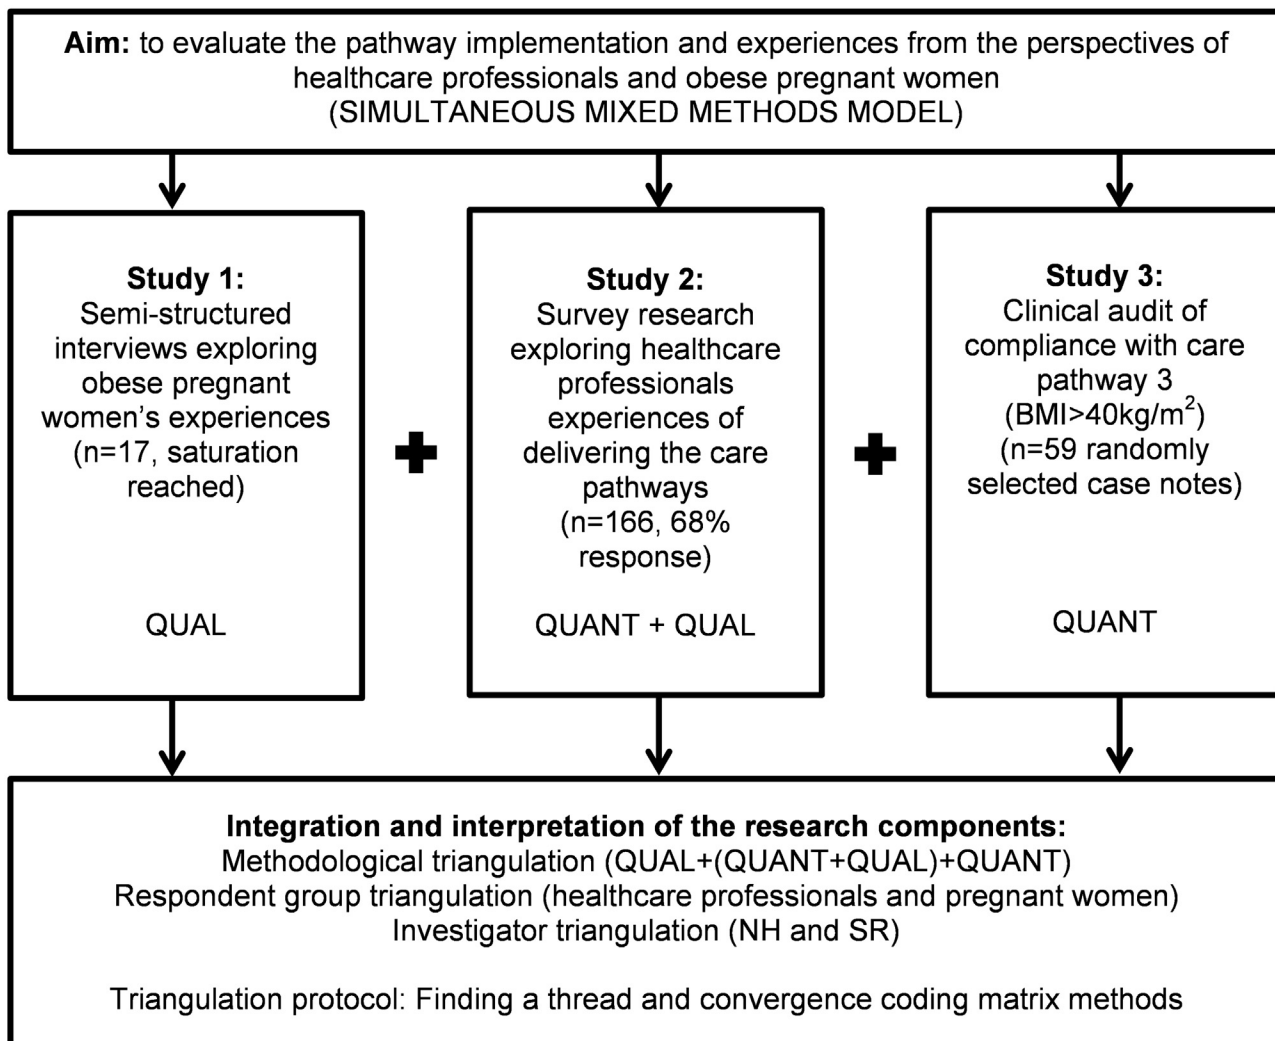 Aim: to evaluate the pathway implementation and experiences from the perspectives of
healthcare professionals and obese pregnant women
(SIMULTANEOUS MIXED METHODS MODEL)
Study 1:
Semi-structured
interviews exploring
obese pregnant
women’s experiences
(n=17, saturation
reached)
QUAL
Study 2:
Survey research
exploring healthcare
professionals
experiences of
delivering the care
pathways
(n=166, 68%
response)
QUANT + QUAL
Study 3:
Clinical audit of
compliance with care
pathway 3
(BMI>40kg/m²)
(n=59 randomly
selected case notes)
QUANT
Integration and interpretation of the research components:
Methodological triangulation (QUAL+(QUANT+QUAL)+QUANT)
Respondent group triangulation (healthcare professionals and pregnant women)
Investigator triangulation (NH and SR)
Triangulation protocol: Finding a thread and convergence coding matrix methods